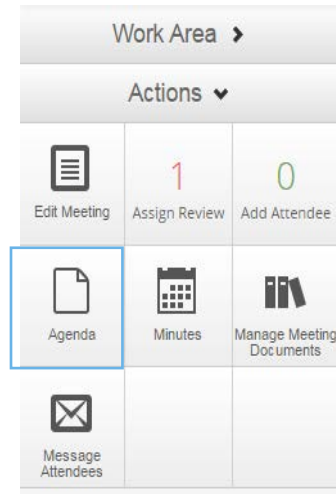 Work Area
Actions
Edit Meeting
1
Assign Review
0
Add Attendee
Agenda
Minutes
Manage Meeting
Documents
Message
Attendees